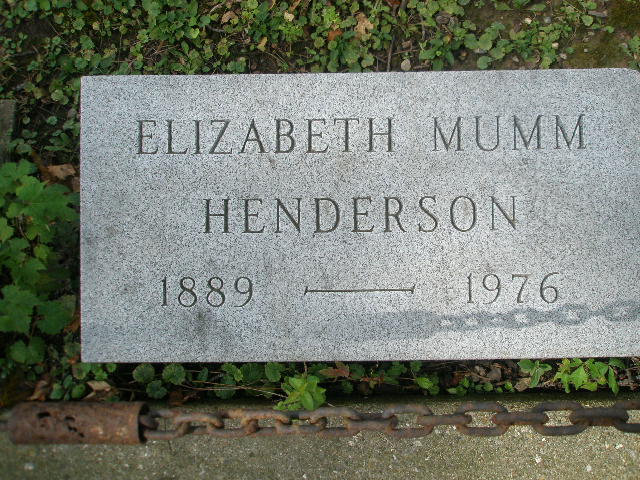 ELIZABETH MUMM
HENDERSON
1889 — 1976